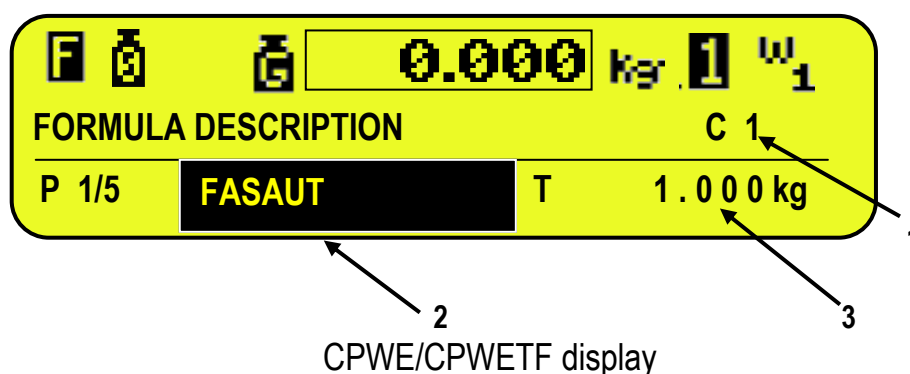 F S G 0.000 kg 1 W1
FORMULA DESCRIPTION C 1
P 1/5 FASAUT T 1.000 kg
2 3
CPWE/CPWETF display